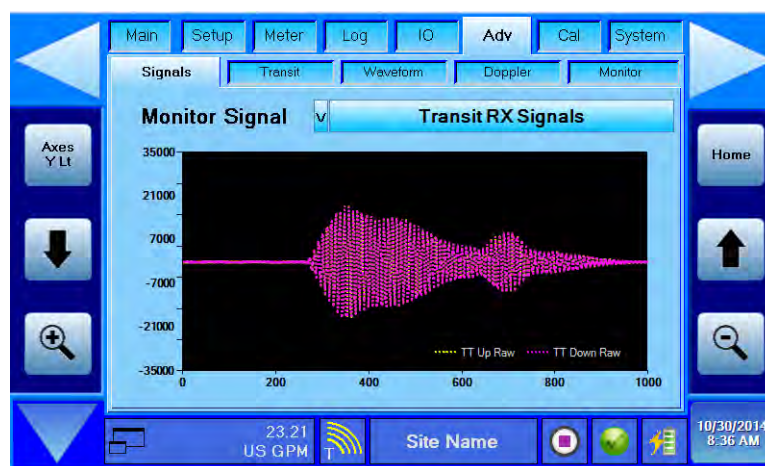 Main Setup Meter Log IO Adv Cal System
Signals Transit Waveform Doppler Monitor
Monitor Signal v Transit RX Signals
Axes
Y Lt
Home
35000
21000
7000
-7000
-21000
-35000
TT Up Raw TT Down Raw
0 200 400 600 800 1000
23.21
US GPM
T
Site Name
10/30/2014
8:36 AM